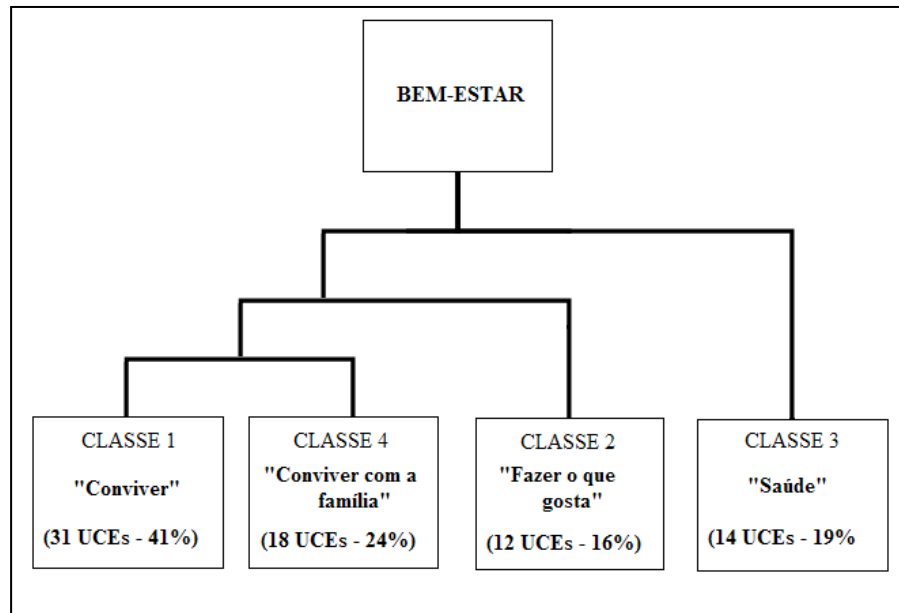 BEM-ESTAR
CLASSE 1
"Conviver"
(31 UCEs - 41%)
CLASSE 4
"Conviver com a
família"
(18 UCEs - 24%)
CLASSE 2
"Fazer o que
gosta"
(12 UCEs - 16%)
CLASSE 3
"Saúde"
(14 UCEs - 19%